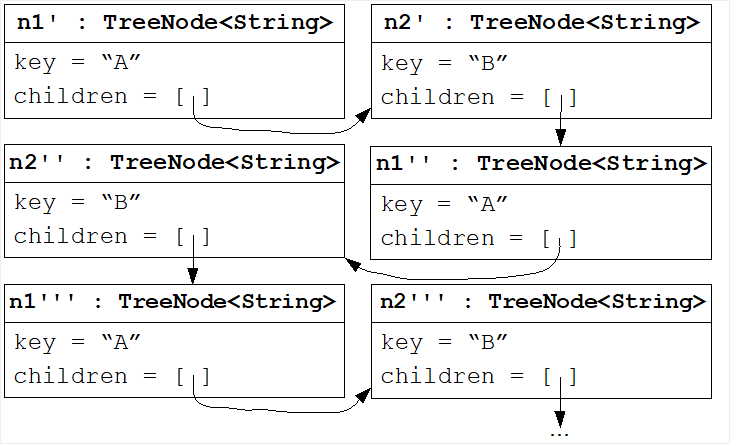 n1' : TreeNode<String>
key = “A”
children = [ ]
n2' : TreeNode<String>
key = “B”
children = [ ]
n2'' : TreeNode<String>
key = “B”
children = [ ]
n1'' : TreeNode<String>
key = “A”
children = [ ]
n1''' : TreeNode<String>
key = “A”
children = [ ]
n2''' : TreeNode<String>
key = “B”
children = [ ]
...